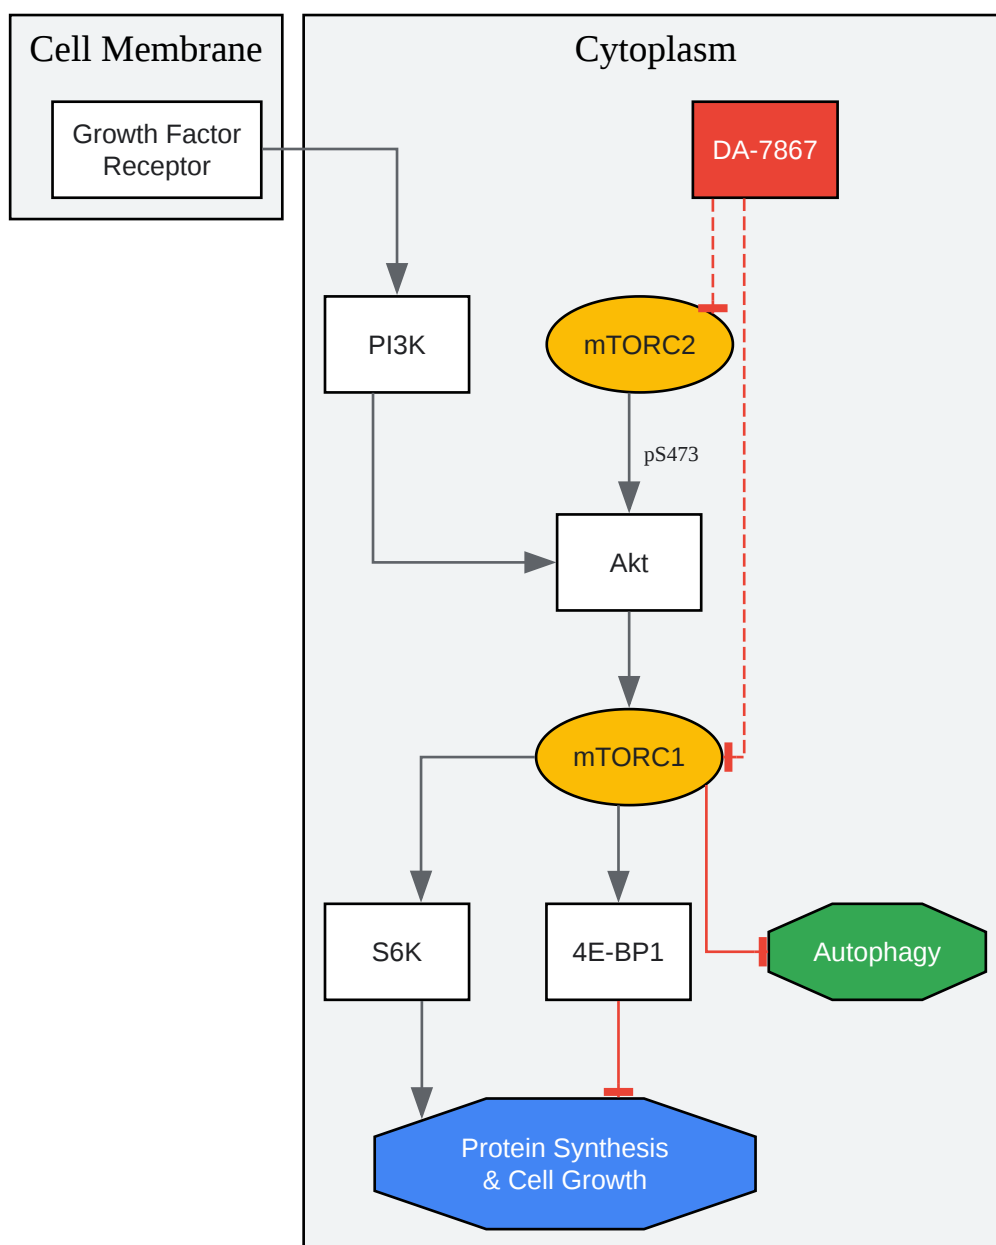 Cell Membrane
Cytoplasm
Growth Factor
Receptor
DA-7867
PI3K
mTORC2
pS473
Akt
mTORC1
S6K
4E-BP1
Autophagy
Protein Synthesis
& Cell Growth